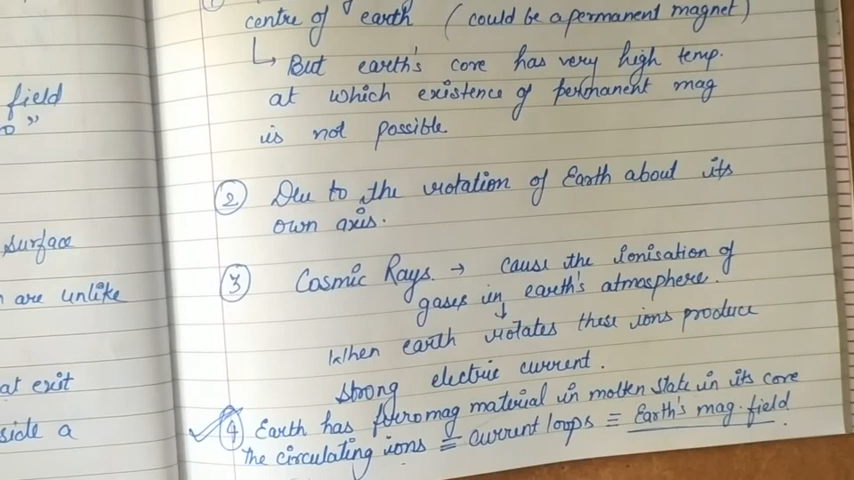 field
surface
are unlike
at exit
side a
centre of earth (could be a permanent magnet)
↳ But earth's core has very high temp.
at which existence of permanent mag
is not possible.
② Due to the rotation of Earth about its
own axis.
③ Cosmic Rays. → cause the ionisation of
gases in earth's atmosphere.
↓
When earth rotates these ions produce
strong electric current.
④ Earth has ferromag material in molten state in its core
the circulating ions ≡ current loops ≡ Earth's mag. field.